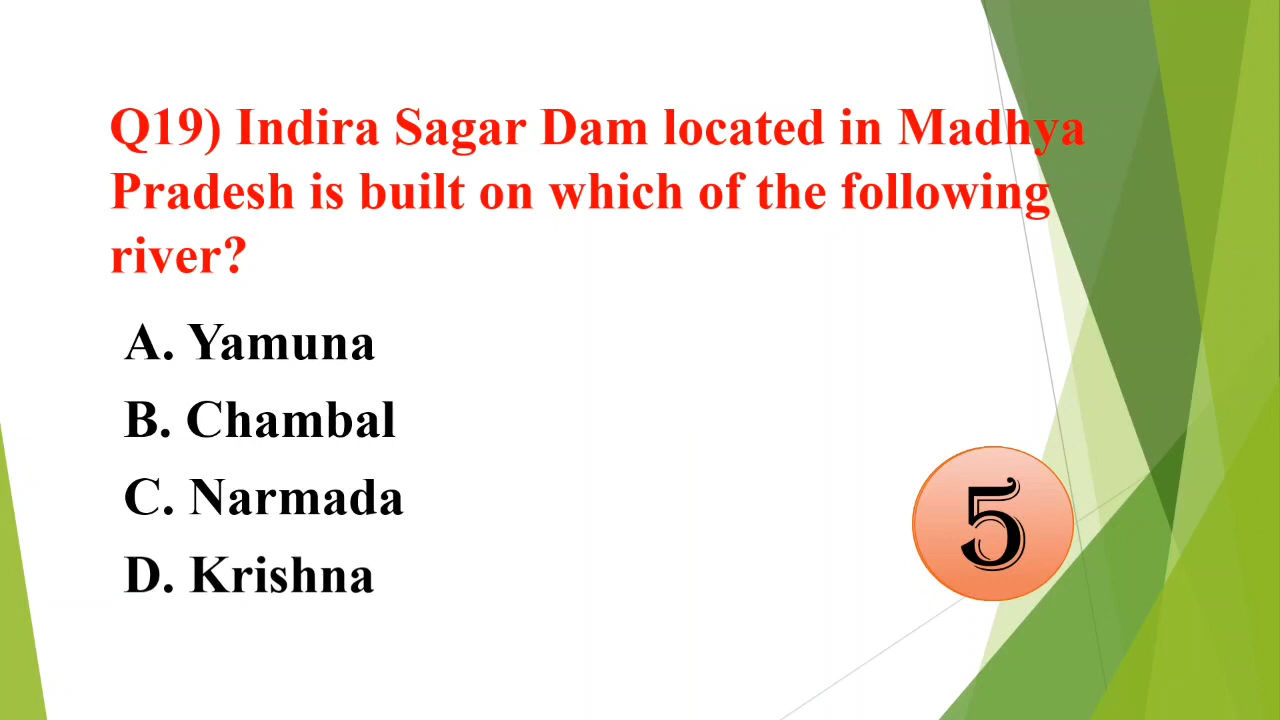 Q19) Indira Sagar Dam located in Madhya
Pradesh is built on which of the following
river?
A. Yamuna
B. Chambal
C. Narmada
D. Krishna
5